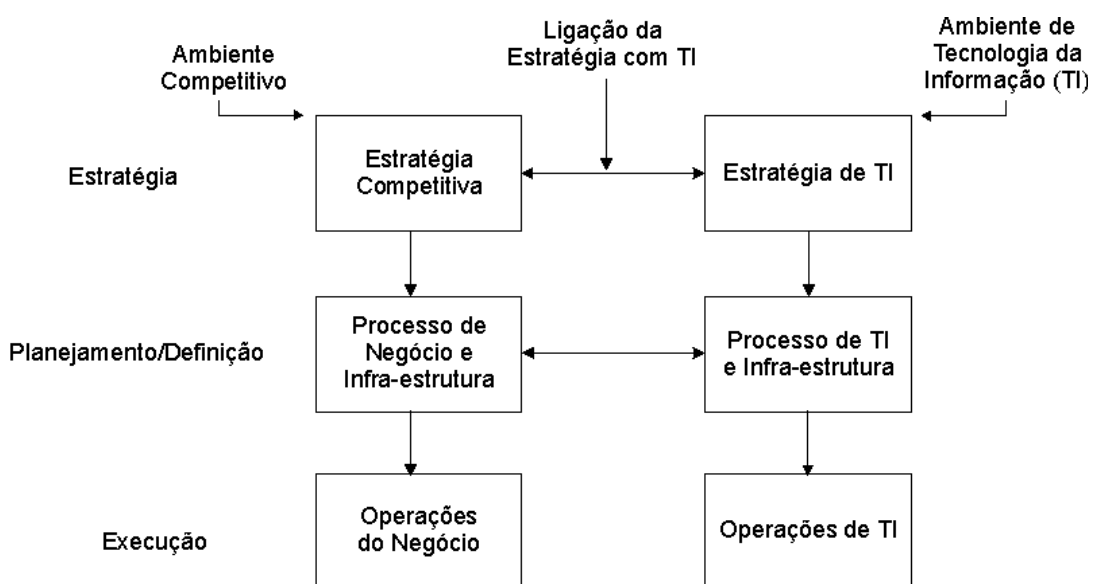 Ambiente
Competitivo
Ligação da
Estratégia com TI
Ambiente de
Tecnologia da
Informação (TI)
Estratégia
Estratégia
Competitiva
Estratégia de TI
Planejamento/Definição
Processo de
Negócio e
Infra-estrutura
Processo de TI
e Infra-estrutura
Execução
Operações
do Negócio
Operações de TI